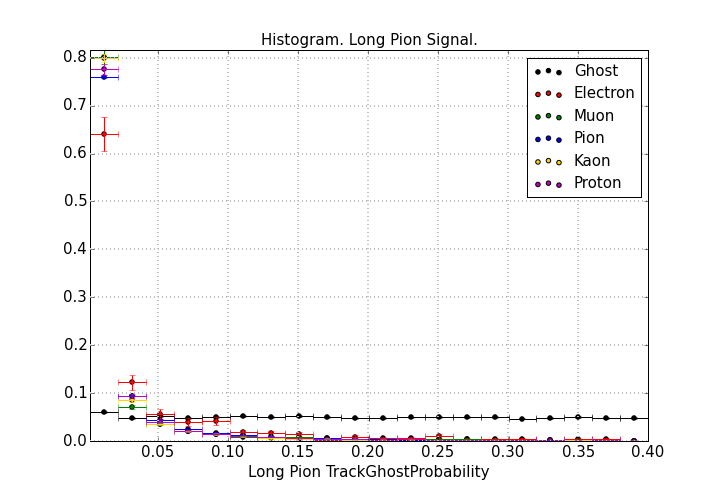 Histogram. Long Pion Signal.
0.8
0.7
0.6
0.5
0.4
0.3
0.2
0.1
0.0
Ghost
Electron
Muon
Pion
Kaon
Proton
0.05 0.10 0.15 0.20 0.25 0.30 0.35 0.40
Long Pion TrackGhostProbability